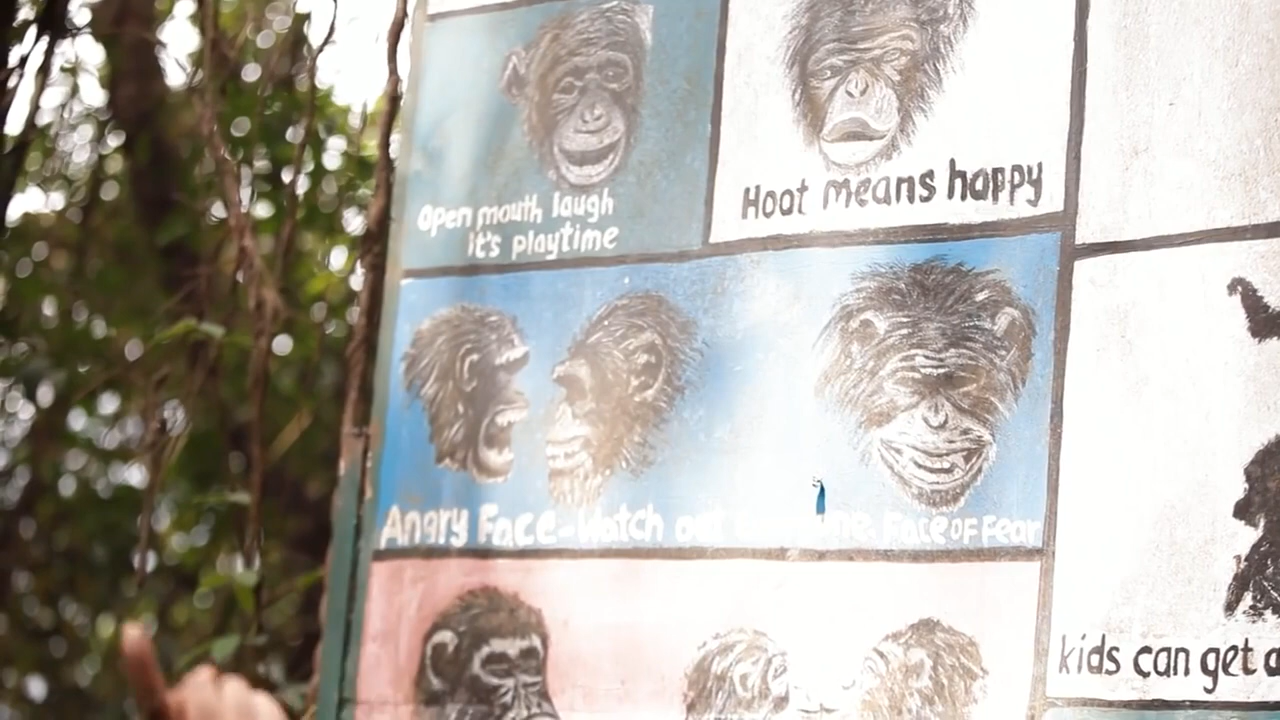 Open mouth laugh
it's playtime
Hoot means happy
Angry Face-Watch out
Face of Fear
kids can get a